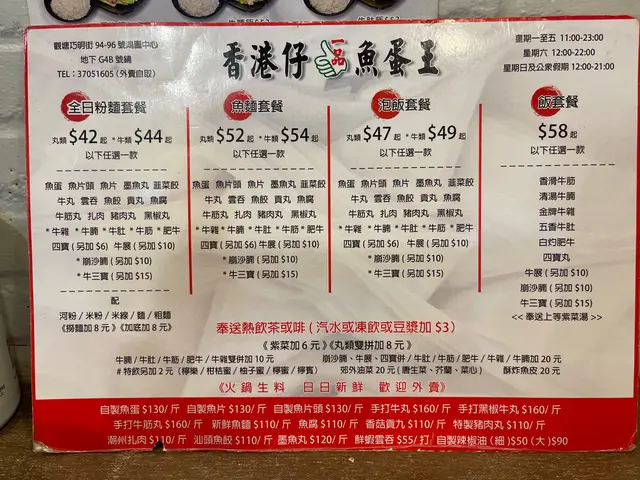 牛腩飯$52
觀塘巧明街 94-96 號鴻圖中心
地下 G4B 號鋪
TEL:37051605 (外賣自取)
香港仔 一品 魚蛋王
星期一至五 11:00-23:00
星期六 12:00-22:00
星期日及公衆假期 12:00-21:00
全日粉麵套餐
丸類 $42 起 *牛類 $44 起
以下任選一款
魚蛋 魚片頭 魚片 墨魚丸 韮菜餃
牛丸 雲吞 魚餃 貢丸 魚腐
牛筋丸 扎肉 豬肉丸 黑椒丸
*牛雜 *牛腩 *牛肚 *牛筋 *肥牛
四寶 (另加 $6) 牛展 (另加 $10)
*崩沙腩 (另加 $10)
*牛三寶 (另加 $15)
配
河粉 / 米粉 / 米線 / 麵 / 粗麵
《撈麵加 8 元》《加底加 8 元》
魚麵套餐
丸類 $52 起 *牛類 $54 起
以下任選一款
魚蛋 魚片頭 魚片 墨魚丸 韮菜餃
牛丸 雲吞 魚餃 貢丸 魚腐
牛筋丸 扎肉 豬肉丸 黑椒丸
*牛雜 *牛腩 *牛肚 *牛筋 *肥牛
四寶 (另加 $6) 牛展 (另加 $10)
*崩沙腩 (另加 $10)
*牛三寶 (另加 $15)
泡飯套餐
丸類 $47 起 *牛類 $49 起
以下任選一款
魚蛋 魚片頭 魚片 墨魚丸 韮菜餃
牛丸 雲吞 魚餃 貢丸 魚腐
牛筋丸 扎肉 豬肉丸 黑椒丸
*牛雜 *牛腩 *牛肚 *牛筋 *肥牛
四寶 (另加 $6) 牛展 (另加 $10)
*崩沙腩 (另加 $10)
*牛三寶 (另加 $15)
飯套餐
$58 起
以下任選一款
香滑牛筋
清湯牛腩
金牌牛雜
五香牛肚
白灼肥牛
四寶丸
牛展 (另加 $10)
崩沙腩 (另加 $10)
牛三寶 (另加 $15)
<< 奉送上等紫菜湯 >>
奉送熱飲茶或啡 (汽水或凍飲或豆漿加 $3)
《紫菜加 6 元》《丸類雙拼加 8 元》
牛腩 / 牛肚 / 牛筋 / 肥牛 / 牛雜雙併加 10 元
崩沙腩、牛展、四寶併 / 牛肚 / 牛筋 / 肥牛 / 牛雜 / 牛腩加 20 元
# 特飲另加 2 元 (檸樂 / 柑桔蜜 / 柚子蜜 / 檸蜜 / 檸賓)
郊外油菜 20 元 (唐生菜、芥蘭、菜心)
酥炸魚皮 20 元
《火鍋生料 日日新鮮 歡迎外賣》
自製魚蛋 $130/ 斤 自製魚片 $130/ 斤 自製魚片頭 $130/ 斤 手打牛丸 $160/ 斤 手打黑椒牛丸 $160/ 斤
手打牛筋丸 $160/ 斤 新鮮魚麵 $110/ 斤 魚腐 $110/ 斤 香菇貢丸 $110/ 斤 特製豬肉丸 $110/ 斤
潮州扎肉 $110/ 斤 汕頭魚餃 $110/ 斤 墨魚丸 $120/ 斤 鮮蝦雲吞 $55/ 打 自製辣椒油 (細) $50 (大) $90